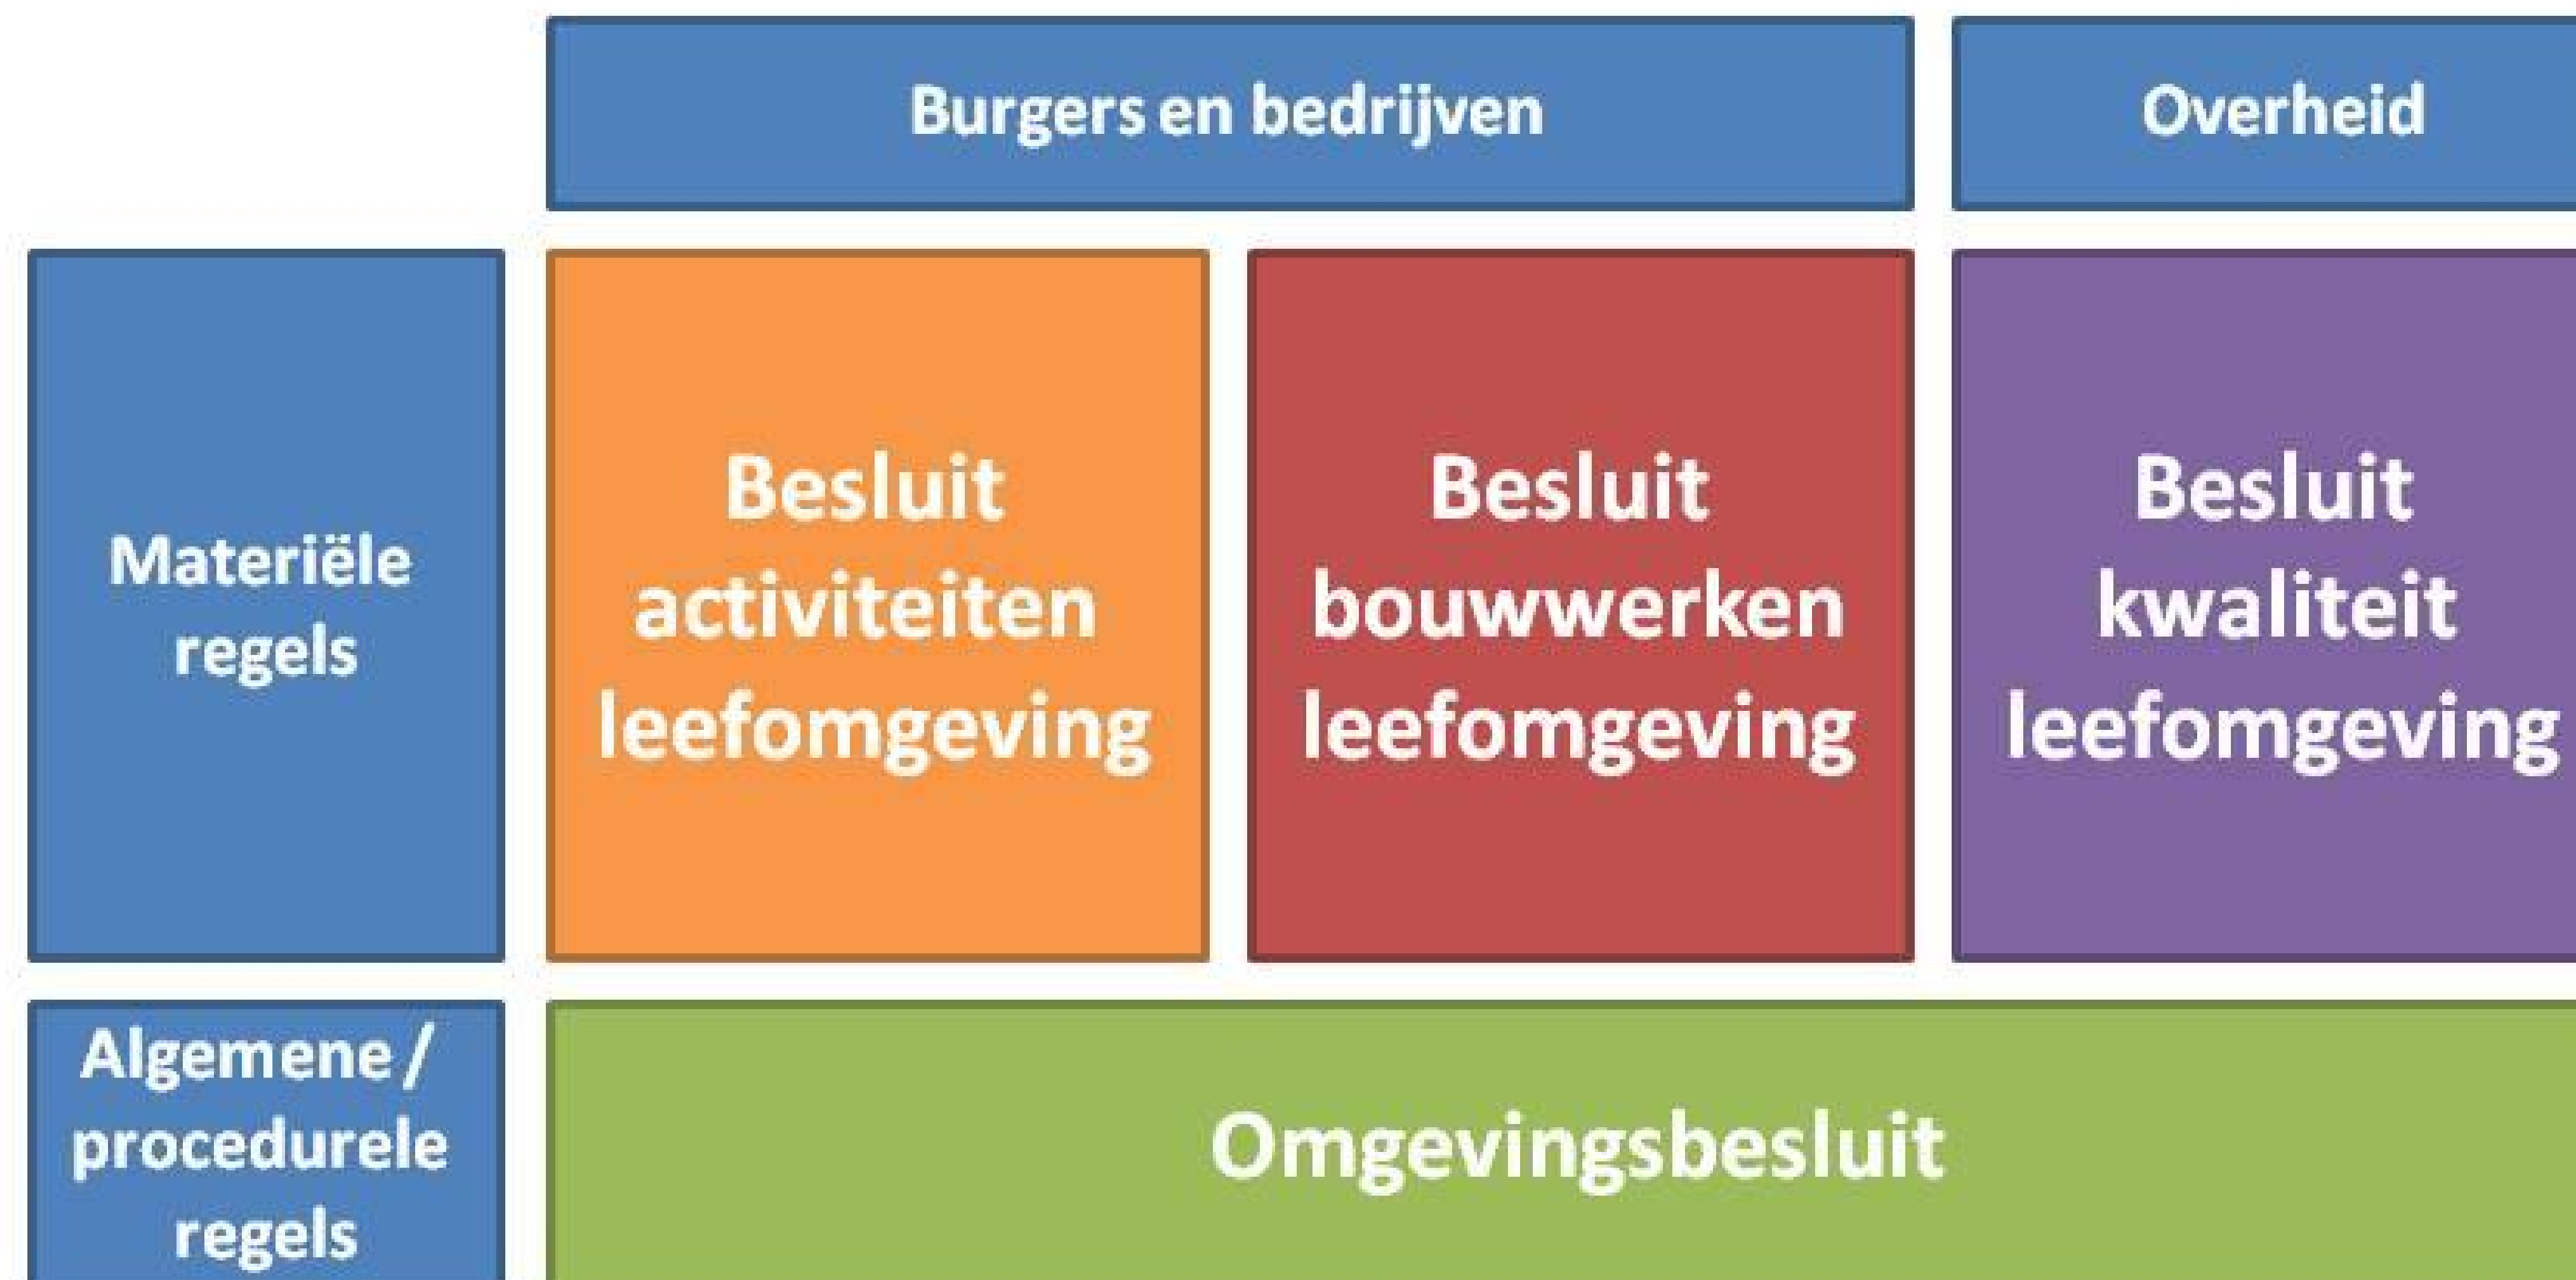 Burgers en bedrijven
Overheid
Materiële
regels
Besluit
activiteiten
leefomgeving
Besluit
bouwwerken
leefomgeving
Besluit
kwaliteit
leefomgeving
Algemene /
procedurele
regels
Omgevingsbesluit